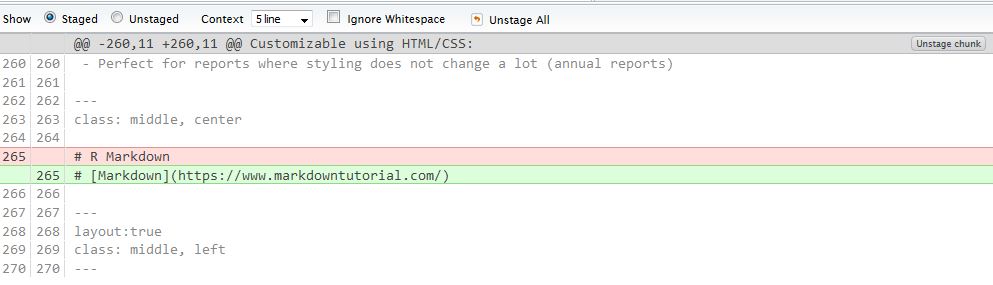 Show Staged Unstaged Context 5 line Ignore Whitespace Unstage All
@@ -260,11 +260,11 @@ Customizable using HTML/CSS: Unstage chunk
260 260 - Perfect for reports where styling does not change a lot (annual reports)
261 261
262 262 ---
263 263 class: middle, center
264 264
265 # R Markdown
265 # [Markdown](https://www.markdowntutorial.com/)
266 266
267 267 ---
268 268 layout:true
269 269 class: middle, left
270 270 ---